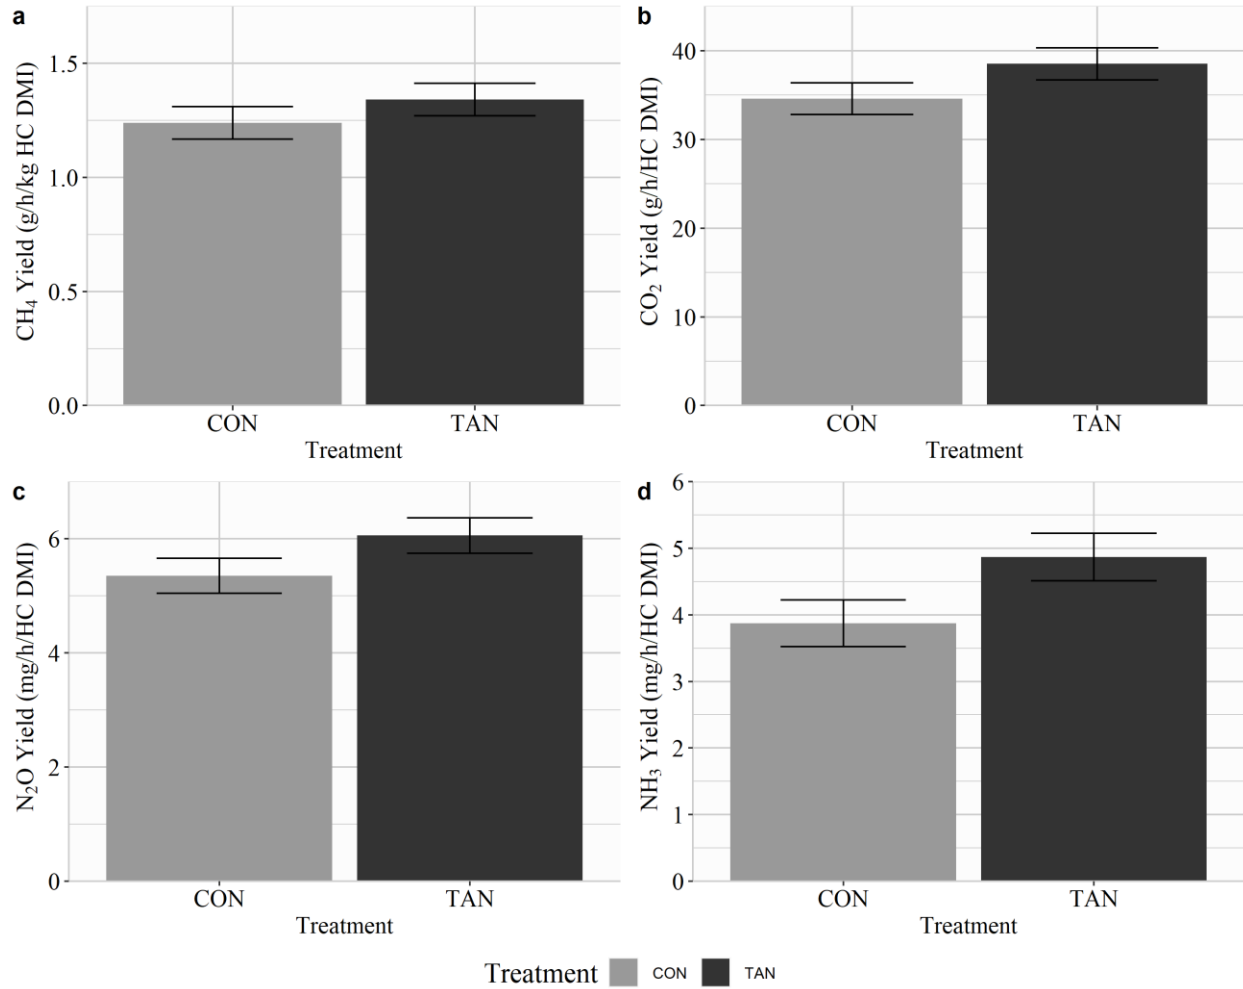 a
CH₄ Yield (g/h/kg HC DMI)
1.5
1.0
0.5
0.0
CON TAN
Treatment
b
CO₂ Yield (g/h/HC DMI)
40
30
20
10
0
CON TAN
Treatment
c
N₂O Yield (mg/h/HC DMI)
6
4
2
0
CON TAN
Treatment
d
NH₃ Yield (mg/h/HC DMI)
6
5
4
3
2
1
0
CON TAN
Treatment
Treatment CON TAN